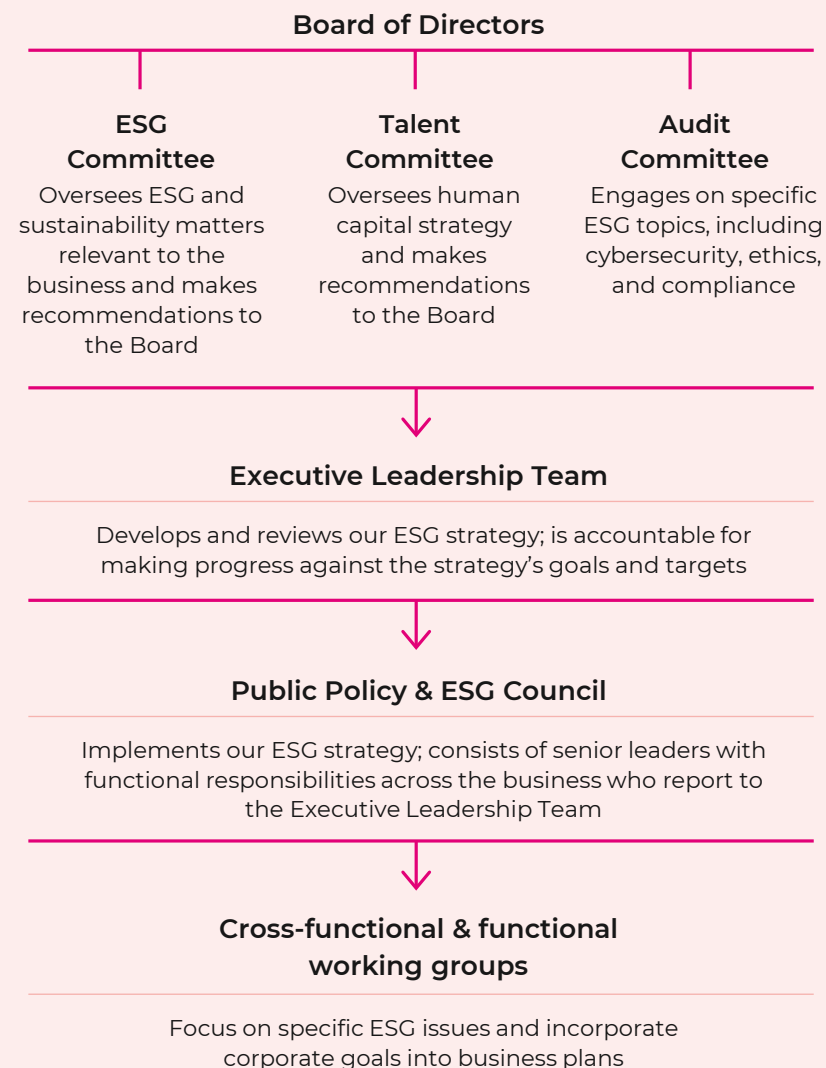 Board of Directors
ESG
Committee
Oversees ESG and
sustainability matters
relevant to the
business and makes
recommendations to
the Board
Talent
Committee
Oversees human
capital strategy
and makes
recommendations
to the Board
Audit
Committee
Engages on specific
ESG topics, including
cybersecurity, ethics,
and compliance
Executive Leadership Team
Develops and reviews our ESG strategy; is accountable for
making progress against the strategy’s goals and targets
Public Policy & ESG Council
Implements our ESG strategy; consists of senior leaders with
functional responsibilities across the business who report to
the Executive Leadership Team
Cross-functional & functional
working groups
Focus on specific ESG issues and incorporate
corporate goals into business plans